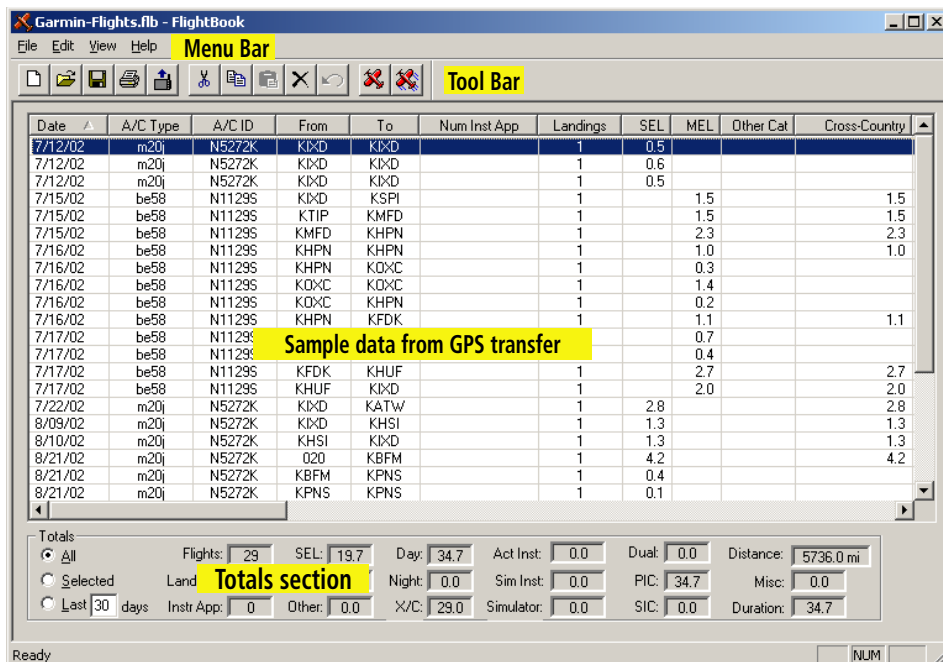 Garmin-Flights.flb - FlightBook
File Edit View Help Menu Bar
Tool Bar
Date A/C Type A/C ID From To Num Inst App Landings SEL MEL Other Cat Cross-Country
7/12/02 m20j N5272K KIXD KIXD 1 0.5
7/12/02 m20j N5272K KIXD KIXD 1 0.6
7/12/02 m20j N5272K KIXD KIXD 1 0.5
7/15/02 be58 N1129S KIXD KSPI 1 1.5 1.5
7/15/02 be58 N1129S KTIP KMFD 1 1.5 1.5
7/15/02 be58 N1129S KMFD KHPN 1 2.3 2.3
7/16/02 be58 N1129S KHPN KHPN 1 1.0 1.0
7/16/02 be58 N1129S KHPN KOXC 1 0.3
7/16/02 be58 N1129S KOXC KOXC 1 1.4
7/16/02 be58 N1129S KOXC KHPN 1 0.2
7/16/02 be58 N1129S KHPN KFDK 1 1.1 1.1
7/17/02 be58 N1129S 0.7
Sample data from GPS transfer
7/17/02 be58 N1129S 0.4
7/17/02 be58 N1129S KFDK KHUF 1 2.7 2.7
7/17/02 be58 N1129S KHUF KIXD 1 2.0 2.0
7/22/02 m20j N5272K KIXD KATW 1 2.8 2.8
8/09/02 m20j N5272K KIXD KHSI 1 1.3 1.3
8/10/02 m20j N5272K KHSI KIXD 1 1.3 1.3
8/21/02 m20j N5272K 020 KBFM 1 4.2 4.2
8/21/02 m20j N5272K KBFM KPNS 1 0.4
8/21/02 m20j N5272K KPNS KPNS 1 0.1
Totals
All Flights: 29 SEL: 19.7 Day: 34.7 Act Inst: 0.0 Dual: 0.0 Distance: 5736.0 mi
Selected Land Totals section Night: 0.0 Sim Inst: 0.0 PIC: 34.7 Misc: 0.0
Last 30 days Instr App: 0 Other: 0.0 X/C: 29.0 Simulator: 0.0 SIC: 0.0 Duration: 34.7
Ready NUM